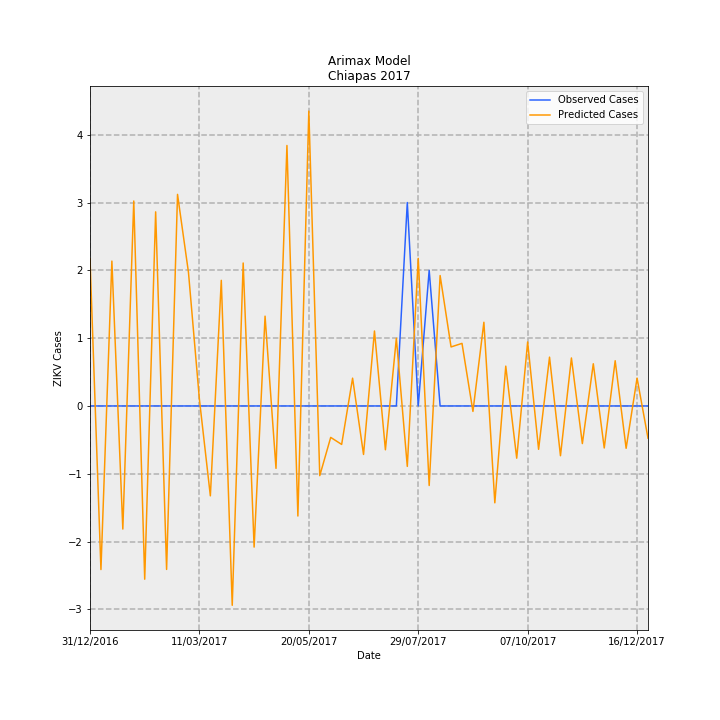 Arimax Model
Chiapas 2017
Observed Cases
Predicted Cases
4
3
2
1
0
−1
−2
−3
ZIKV Cases
31/12/2016 11/03/2017 20/05/2017 29/07/2017 07/10/2017 16/12/2017
Date